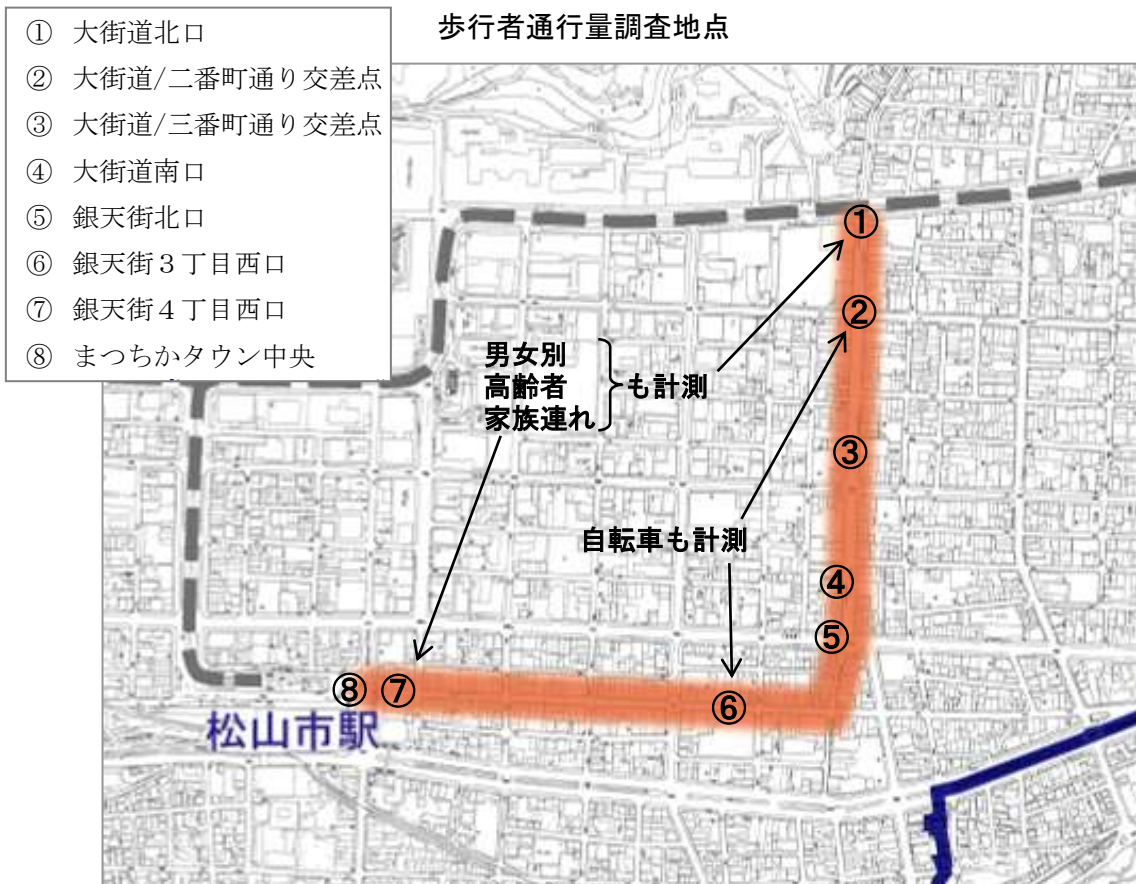 歩行者通行量調査地点
① 大街道北口
② 大街道/二番町通り交差点
③ 大街道/三番町通り交差点
④ 大街道南口
⑤ 銀天街北口
⑥ 銀天街３丁目西口
⑦ 銀天街４丁目西口
⑧ まつちかタウン中央
①
②
男女別
高齢者
家族連れ
も計測
③
自転車も計測
④
⑤
⑧ ⑦
⑥
松山市駅